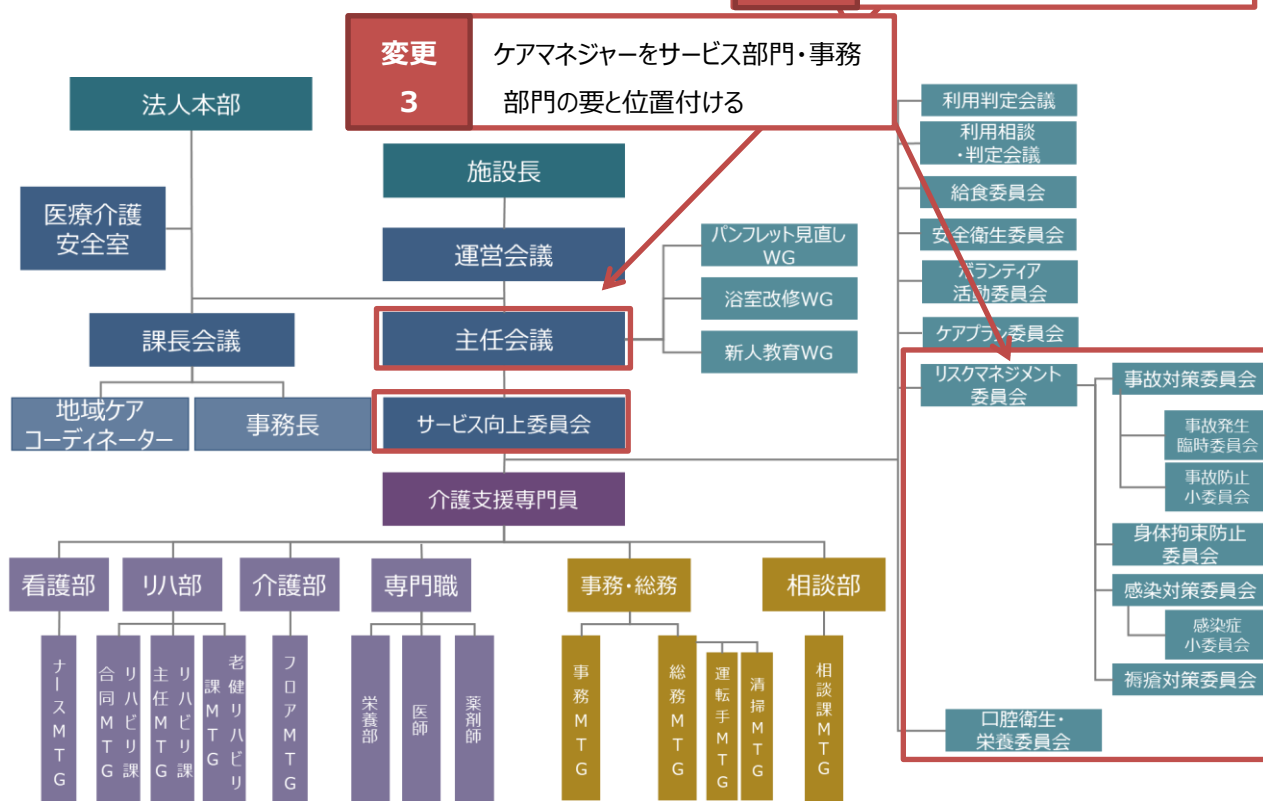 変更
3
ケアマネジャーをサービス部門・事務
部門の要と位置付ける
法人本部
医療介護
安全室
課長会議
地域ケア
コーディネーター
事務長
施設長
運営会議
主任会議
サービス向上委員会
介護支援専門員
パンフレット見直し
WG
浴室改修WG
新人教育WG
利用判定会議
利用相談
・判定会議
給食委員会
安全衛生委員会
ボランティア
活動委員会
ケアプラン委員会
リスクマネジメント
委員会
事故対策委員会
事故発生
臨時委員会
事故防止
小委員会
身体拘束防止
委員会
感染対策委員会
感染症
小委員会
褥瘡対策委員会
口腔衛生・
栄養委員会
看護部
リハ部
介護部
専門職
事務・総務
相談部
ナースMTG
リハビリ課
合同MTG
リハビリ課
主任MTG
老健リハビリ
課MTG
フロアMTG
栄養部
医師
薬剤師
事務MTG
総務MTG
運転手MTG
清掃MTG
相談課MTG